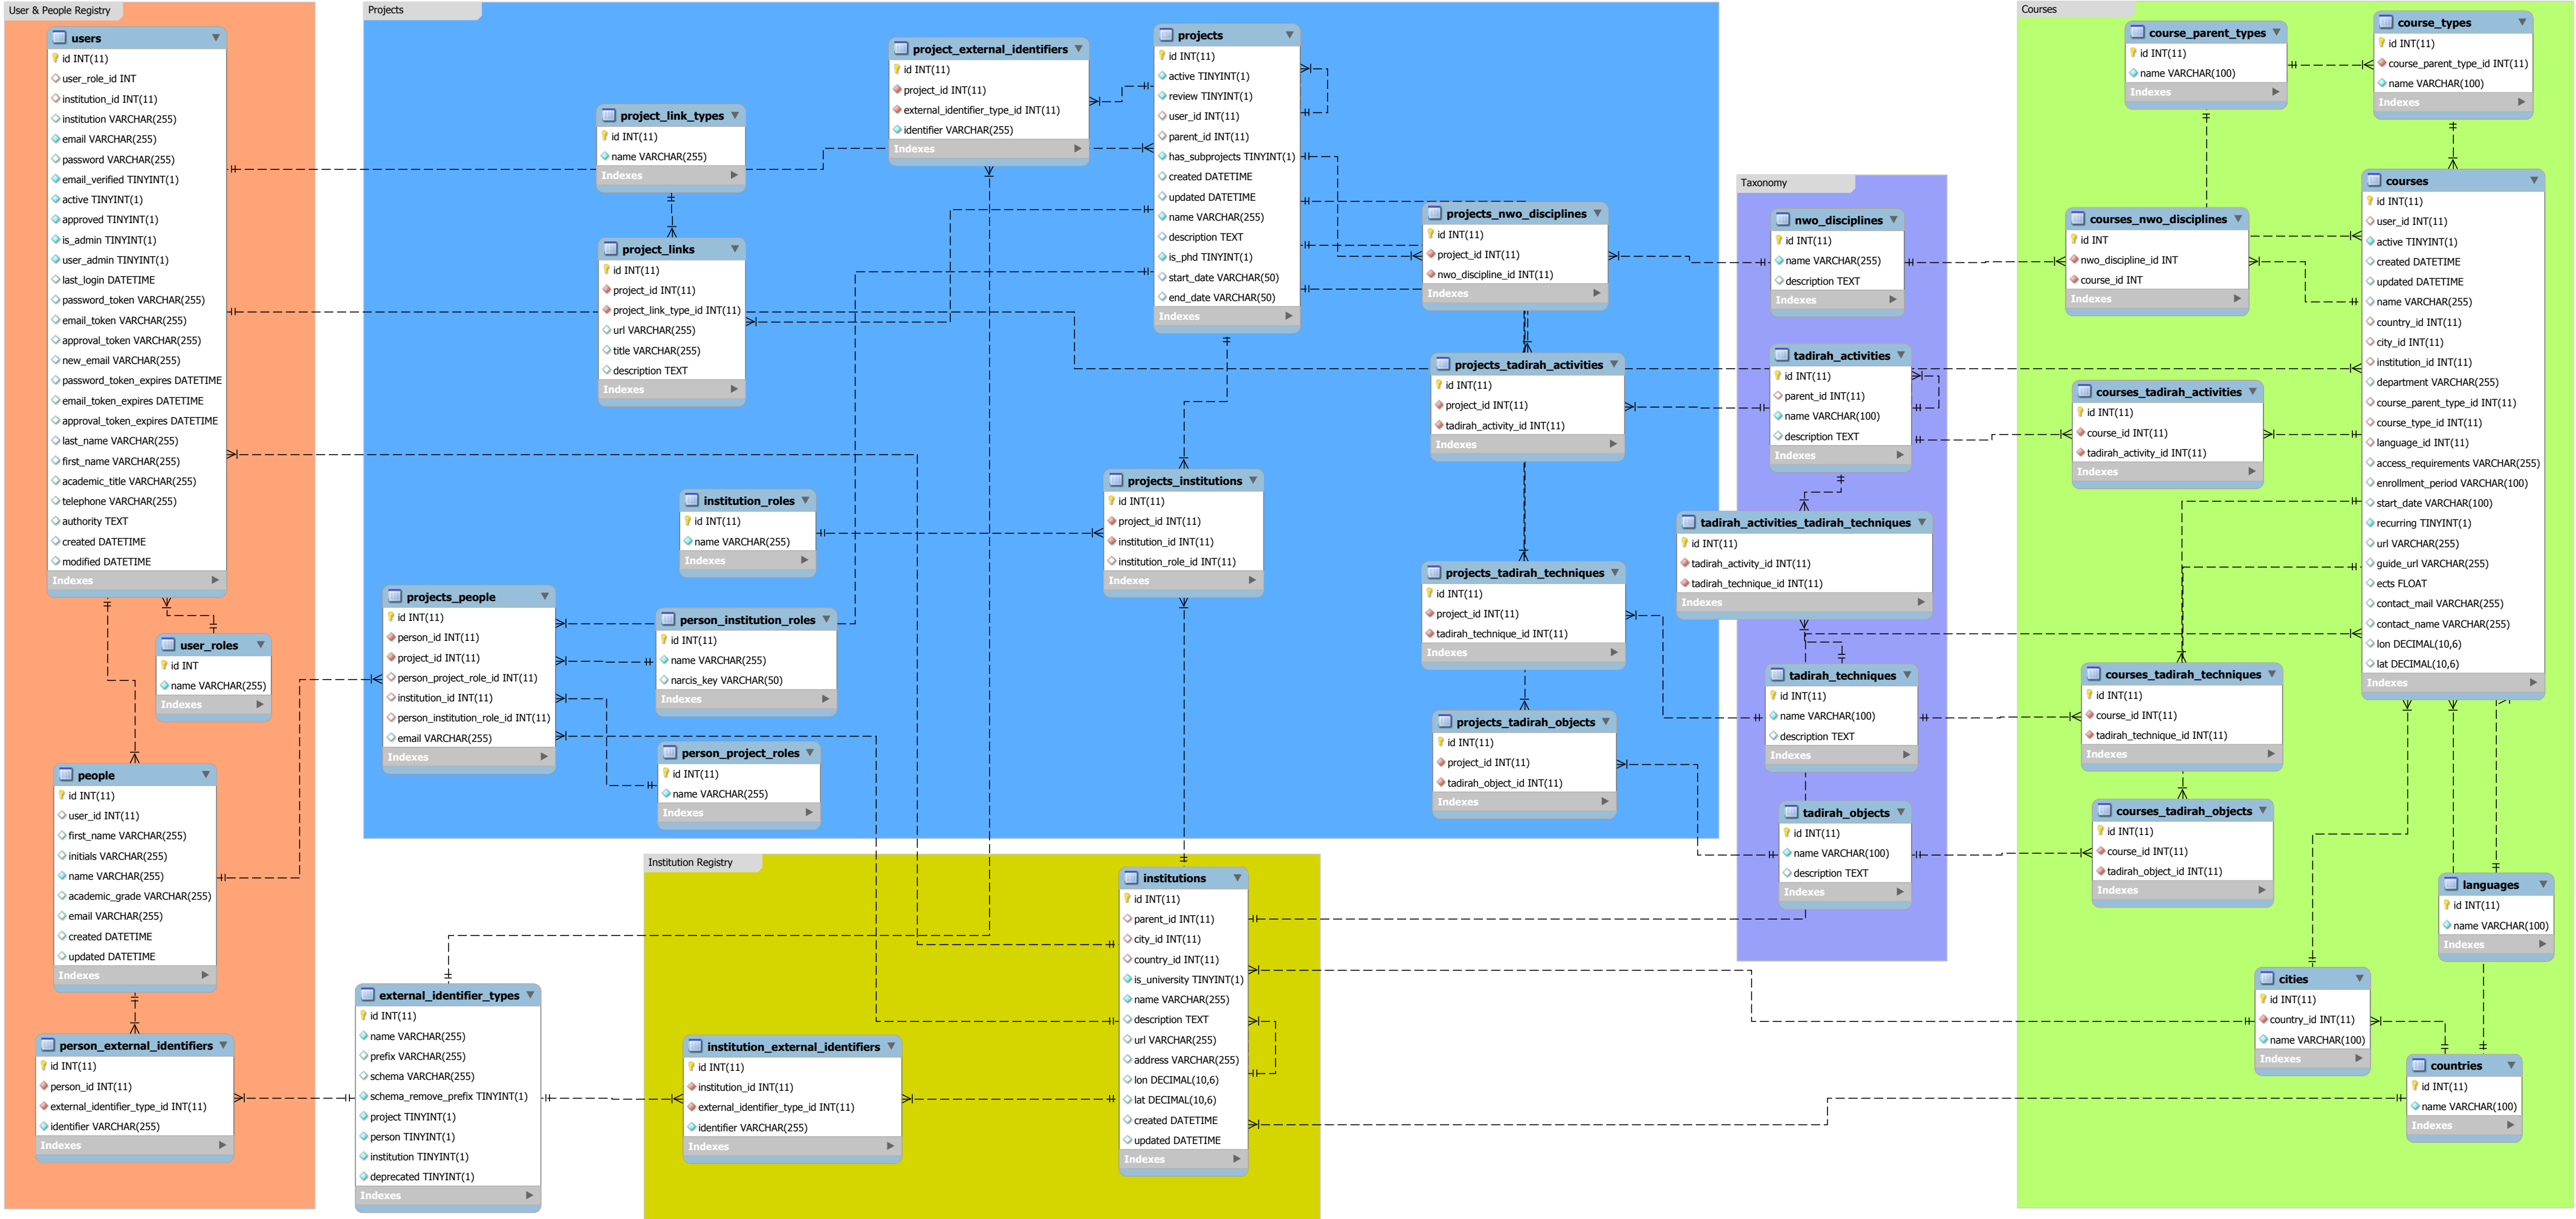 User & People Registry
users
id INT(11)
user_role_id INT
institution_id INT(11)
institution VARCHAR(255)
email VARCHAR(255)
password VARCHAR(255)
email_verified TINYINT(1)
active TINYINT(1)
approved TINYINT(1)
is_admin TINYINT(1)
user_admin TINYINT(1)
last_login DATETIME
password_token VARCHAR(255)
email_token VARCHAR(255)
approval_token VARCHAR(255)
new_email VARCHAR(255)
password_token_expires DATETIME
email_token_expires DATETIME
approval_token_expires DATETIME
last_name VARCHAR(255)
first_name VARCHAR(255)
academic_title VARCHAR(255)
telephone VARCHAR(255)
authority TEXT
created DATETIME
modified DATETIME
Indexes
user_roles
id INT
name VARCHAR(255)
Indexes
people
id INT(11)
user_id INT(11)
first_name VARCHAR(255)
initials VARCHAR(255)
name VARCHAR(255)
academic_grade VARCHAR(255)
email VARCHAR(255)
created DATETIME
updated DATETIME
Indexes
person_external_identifiers
id INT(11)
person_id INT(11)
external_identifier_type_id INT(11)
identifier VARCHAR(255)
Indexes
external_identifier_types
id INT(11)
name VARCHAR(255)
prefix VARCHAR(255)
schema VARCHAR(255)
schema_remove_prefix TINYINT(1)
project TINYINT(1)
person TINYINT(1)
institution TINYINT(1)
deprecated TINYINT(1)
Indexes
Projects
project_link_types
id INT(11)
name VARCHAR(255)
Indexes
project_links
id INT(11)
project_id INT(11)
project_link_type_id INT(11)
url VARCHAR(255)
title VARCHAR(255)
description TEXT
Indexes
project_external_identifiers
id INT(11)
project_id INT(11)
external_identifier_type_id INT(11)
identifier VARCHAR(255)
Indexes
projects
id INT(11)
active TINYINT(1)
review TINYINT(1)
user_id INT(11)
parent_id INT(11)
has_subprojects TINYINT(1)
created DATETIME
updated DATETIME
name VARCHAR(255)
description TEXT
is_phd TINYINT(1)
start_date VARCHAR(50)
end_date VARCHAR(50)
Indexes
projects_nwo_disciplines
id INT(11)
project_id INT(11)
nwo_discipline_id INT(11)
Indexes
projects_tadirah_activities
id INT(11)
project_id INT(11)
tadirah_activity_id INT(11)
Indexes
institution_roles
id INT(11)
name VARCHAR(255)
Indexes
projects_institutions
id INT(11)
project_id INT(11)
institution_id INT(11)
institution_role_id INT(11)
Indexes
projects_people
id INT(11)
person_id INT(11)
project_id INT(11)
person_project_role_id INT(11)
institution_id INT(11)
person_institution_role_id INT(11)
email VARCHAR(255)
Indexes
person_institution_roles
id INT(11)
name VARCHAR(255)
narcis_key VARCHAR(50)
Indexes
person_project_roles
id INT(11)
name VARCHAR(255)
Indexes
projects_tadirah_techniques
id INT(11)
project_id INT(11)
tadirah_technique_id INT(11)
Indexes
projects_tadirah_objects
id INT(11)
project_id INT(11)
tadirah_object_id INT(11)
Indexes
Institution Registry
institutions
id INT(11)
parent_id INT(11)
city_id INT(11)
country_id INT(11)
is_university TINYINT(1)
name VARCHAR(255)
description TEXT
url VARCHAR(255)
address VARCHAR(255)
lon DECIMAL(10,6)
lat DECIMAL(10,6)
created DATETIME
updated DATETIME
Indexes
institution_external_identifiers
id INT(11)
institution_id INT(11)
external_identifier_type_id INT(11)
identifier VARCHAR(255)
Indexes
Taxonomy
nwo_disciplines
id INT(11)
name VARCHAR(255)
description TEXT
Indexes
tadirah_activities
id INT(11)
parent_id INT(11)
name VARCHAR(100)
description TEXT
Indexes
tadirah_activities_tadirah_techniques
id INT(11)
tadirah_activity_id INT(11)
tadirah_technique_id INT(11)
Indexes
tadirah_techniques
id INT(11)
name VARCHAR(100)
description TEXT
Indexes
tadirah_objects
id INT(11)
name VARCHAR(100)
description TEXT
Indexes
Courses
course_parent_types
id INT(11)
name VARCHAR(100)
Indexes
course_types
id INT(11)
course_parent_type_id INT(11)
name VARCHAR(100)
Indexes
courses_nwo_disciplines
id INT
nwo_discipline_id INT
course_id INT
Indexes
courses
id INT(11)
user_id INT(11)
active TINYINT(1)
created DATETIME
updated DATETIME
name VARCHAR(255)
country_id INT(11)
city_id INT(11)
institution_id INT(11)
department VARCHAR(255)
course_parent_type_id INT(11)
course_type_id INT(11)
language_id INT(11)
access_requirements VARCHAR(255)
enrollment_period VARCHAR(100)
start_date VARCHAR(100)
recurring TINYINT(1)
url VARCHAR(255)
guide_url VARCHAR(255)
ects FLOAT
contact_mail VARCHAR(255)
contact_name VARCHAR(255)
lon DECIMAL(10,6)
lat DECIMAL(10,6)
Indexes
courses_tadirah_activities
id INT(11)
course_id INT(11)
tadirah_activity_id INT(11)
Indexes
courses_tadirah_techniques
id INT(11)
course_id INT(11)
tadirah_technique_id INT(11)
Indexes
courses_tadirah_objects
id INT(11)
course_id INT(11)
tadirah_object_id INT(11)
Indexes
languages
id INT(11)
name VARCHAR(100)
Indexes
cities
id INT(11)
country_id INT(11)
name VARCHAR(100)
Indexes
countries
id INT(11)
name VARCHAR(100)
Indexes